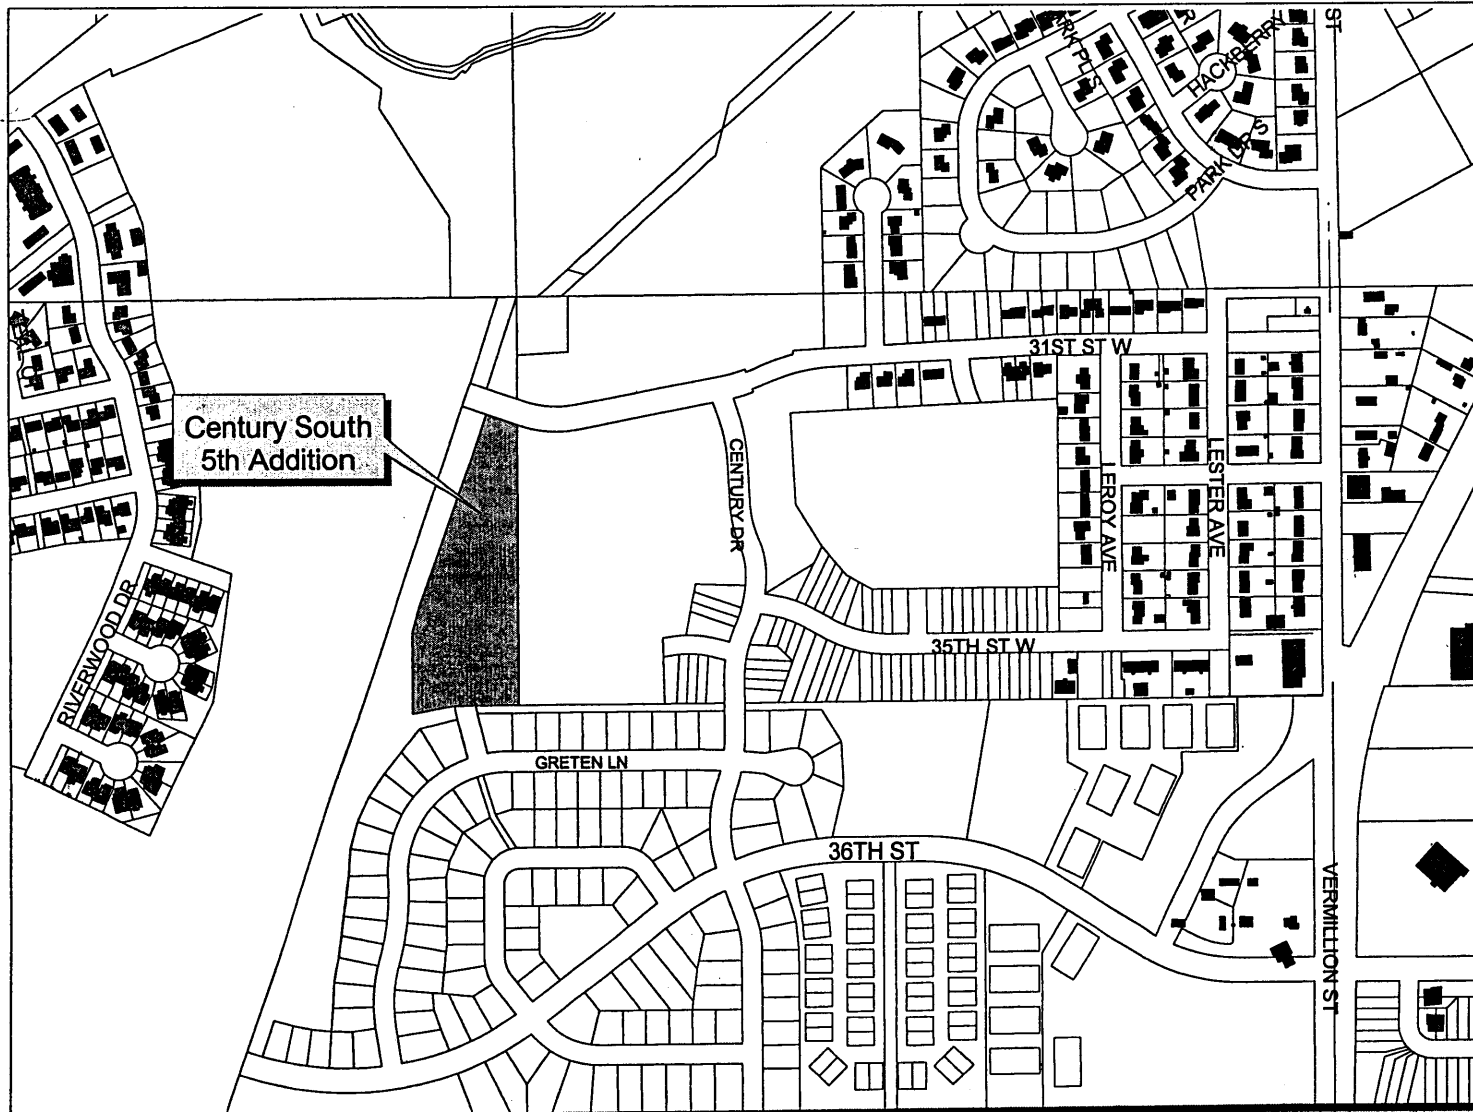 ST
HACKBERRY
PARK DR S
31ST ST W
Century South
5th Addition
CENTURY DR
LEROY AVE
LESTER AVE
RIVERWOOD DR
35TH ST W
GRETEN LN
36TH ST
VERMILLION ST